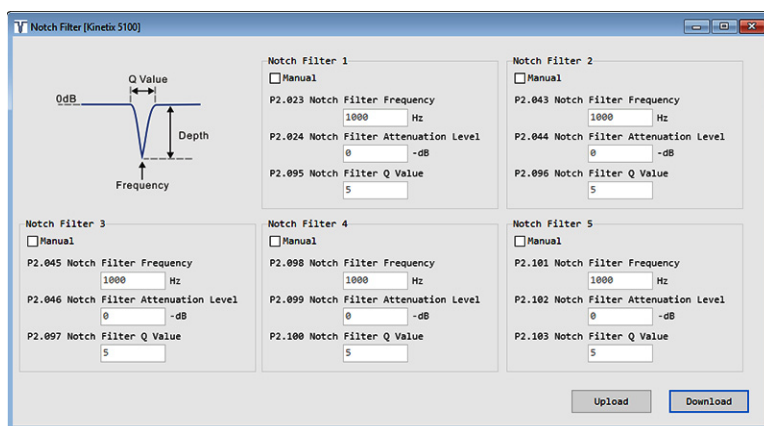 Notch Filter [Kinetix 5100]
Q Value
0dB
Depth
Frequency
Notch Filter 1
Manual
P2.023 Notch Filter Frequency
1000 Hz
P2.024 Notch Filter Attenuation Level
0 -dB
P2.095 Notch Filter Q Value
5
Notch Filter 2
Manual
P2.043 Notch Filter Frequency
1000 Hz
P2.044 Notch Filter Attenuation Level
0 -dB
P2.096 Notch Filter Q Value
5
Notch Filter 3
Manual
P2.045 Notch Filter Frequency
1000 Hz
P2.046 Notch Filter Attenuation Level
0 -dB
P2.097 Notch Filter Q Value
5
Notch Filter 4
Manual
P2.098 Notch Filter Frequency
1000 Hz
P2.099 Notch Filter Attenuation Level
0 -dB
P2.100 Notch Filter Q Value
5
Notch Filter 5
Manual
P2.101 Notch Filter Frequency
1000 Hz
P2.102 Notch Filter Attenuation Level
0 -dB
P2.103 Notch Filter Q Value
5
Upload
Download